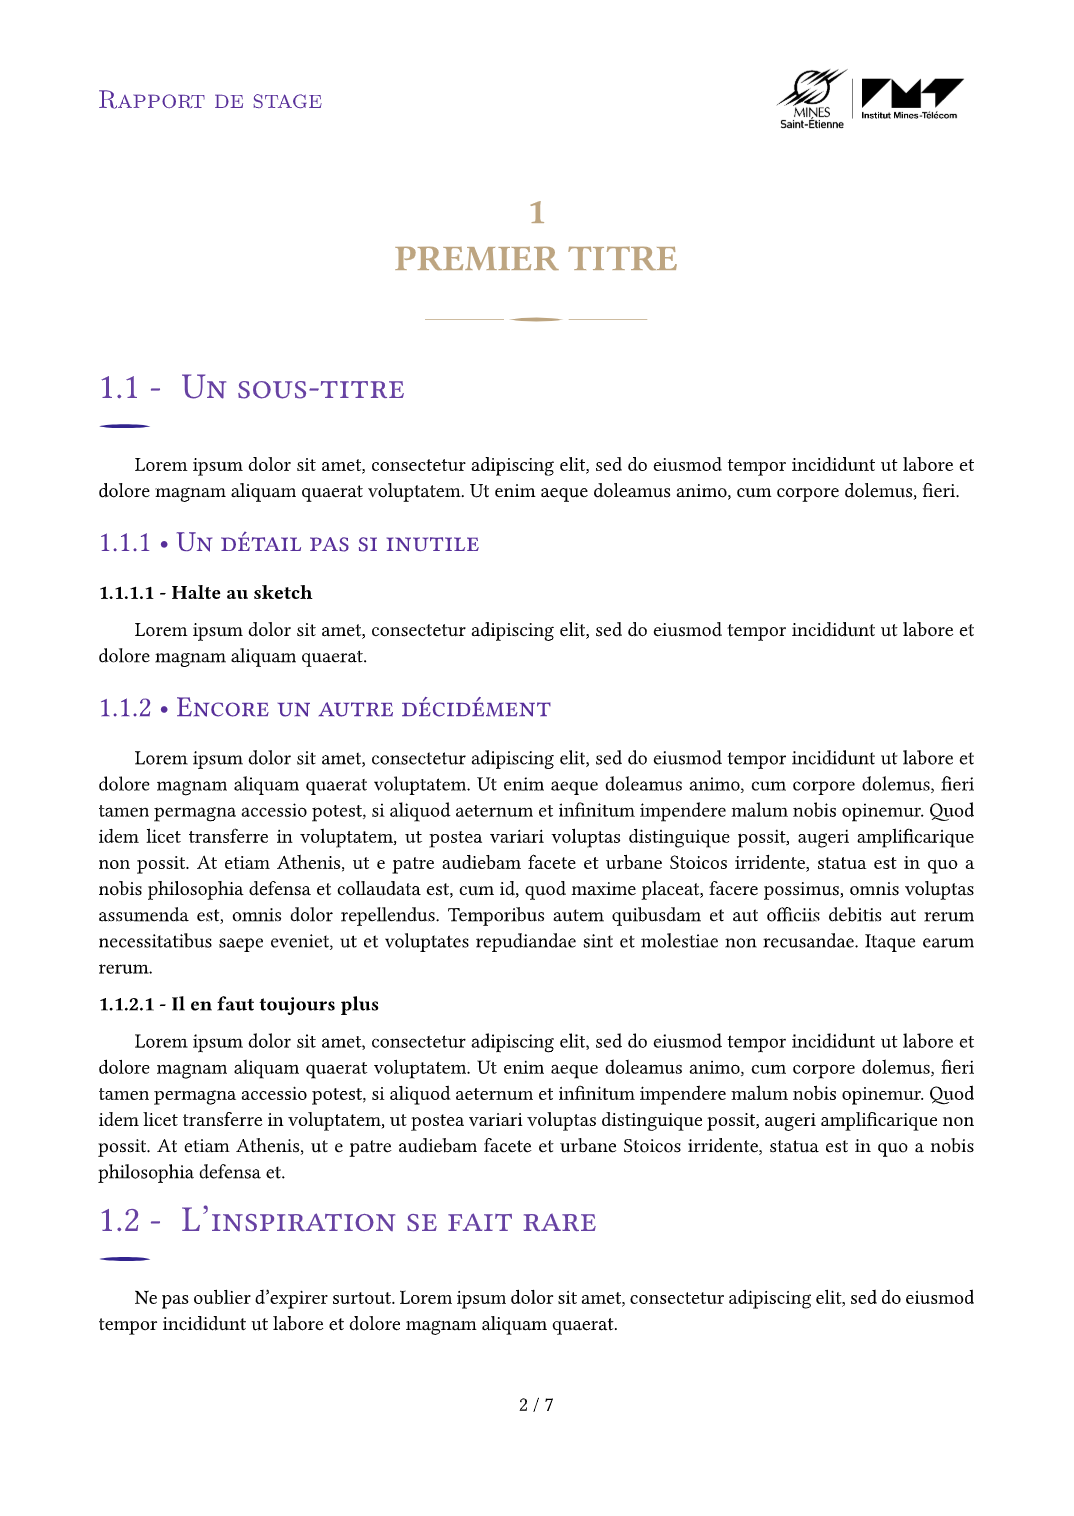 Rapport de stage
MINES
Saint-Étienne
Institut Mines-Télécom
1
PREMIER TITRE
1.1 - Un sous-titre
Lorem ipsum dolor sit amet, consectetur adipiscing elit, sed do eiusmod tempor incididunt ut labore et
dolore magnam aliquam quaerat voluptatem. Ut enim aeque doleamus animo, cum corpore dolemus, fieri.
1.1.1 • Un détail pas si inutile
1.1.1.1 - Halte au sketch
Lorem ipsum dolor sit amet, consectetur adipiscing elit, sed do eiusmod tempor incididunt ut labore et
dolore magnam aliquam quaerat.
1.1.2 • Encore un autre décidément
Lorem ipsum dolor sit amet, consectetur adipiscing elit, sed do eiusmod tempor incididunt ut labore et
dolore magnam aliquam quaerat voluptatem. Ut enim aeque doleamus animo, cum corpore dolemus, fieri
tamen permagna accessio potest, si aliquod aeternum et infinitum impendere malum nobis opinemur. Quod
idem licet transferre in voluptatem, ut postea variari voluptas distinguique possit, augeri amplificarique
non possit. At etiam Athenis, ut e patre audiebam facete et urbane Stoicos irridente, statua est in quo a
nobis philosophia defensa et collaudata est, cum id, quod maxime placeat, facere possimus, omnis voluptas
assumenda est, omnis dolor repellendus. Temporibus autem quibusdam et aut officiis debitis aut rerum
necessitatibus saepe eveniet, ut et voluptates repudiandae sint et molestiae non recusandae. Itaque earum
rerum.
1.1.2.1 - Il en faut toujours plus
Lorem ipsum dolor sit amet, consectetur adipiscing elit, sed do eiusmod tempor incididunt ut labore et
dolore magnam aliquam quaerat voluptatem. Ut enim aeque doleamus animo, cum corpore dolemus, fieri
tamen permagna accessio potest, si aliquod aeternum et infinitum impendere malum nobis opinemur. Quod
idem licet transferre in voluptatem, ut postea variari voluptas distinguique possit, augeri amplificarique non
possit. At etiam Athenis, ut e patre audiebam facete et urbane Stoicos irridente, statua est in quo a nobis
philosophia defensa et.
1.2 - L’inspiration se fait rare
Ne pas oublier d’expirer surtout. Lorem ipsum dolor sit amet, consectetur adipiscing elit, sed do eiusmod
tempor incididunt ut labore et dolore magnam aliquam quaerat.
2 / 7